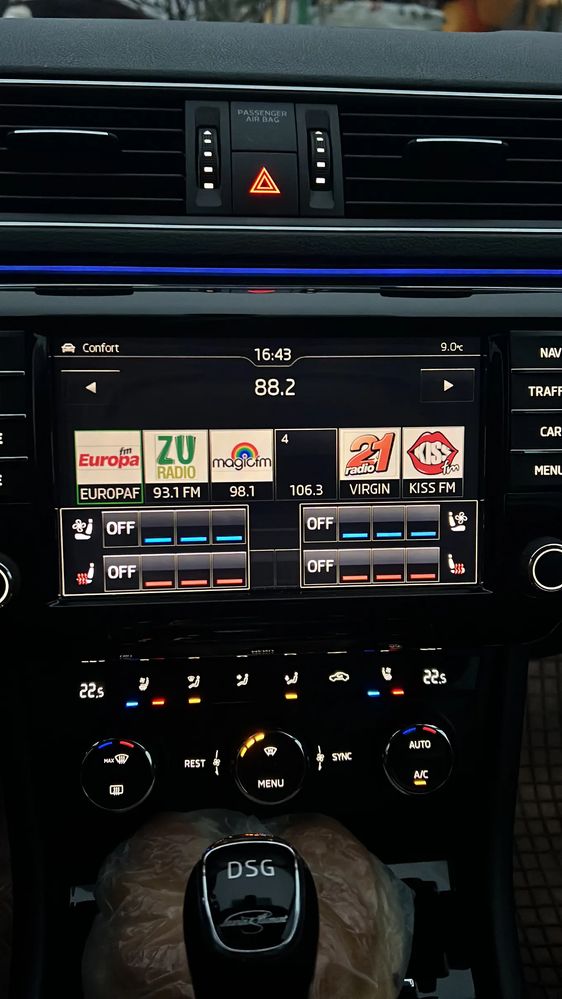 PASSENGER
AIR BAG
Confort
16:43
9.0°C
88.2
NAV
TRAFF
CAR
MENU
Europa fm
ZU
RADIO
magicfm
4
radio 21
KISS fm
EUROPAF
93.1 FM
98.1
106.3
VIRGIN
KISS FM
OFF
OFF
OFF
OFF
22.5
22.5
MAX
REST
MENU
SYNC
AUTO
A/C
DSG